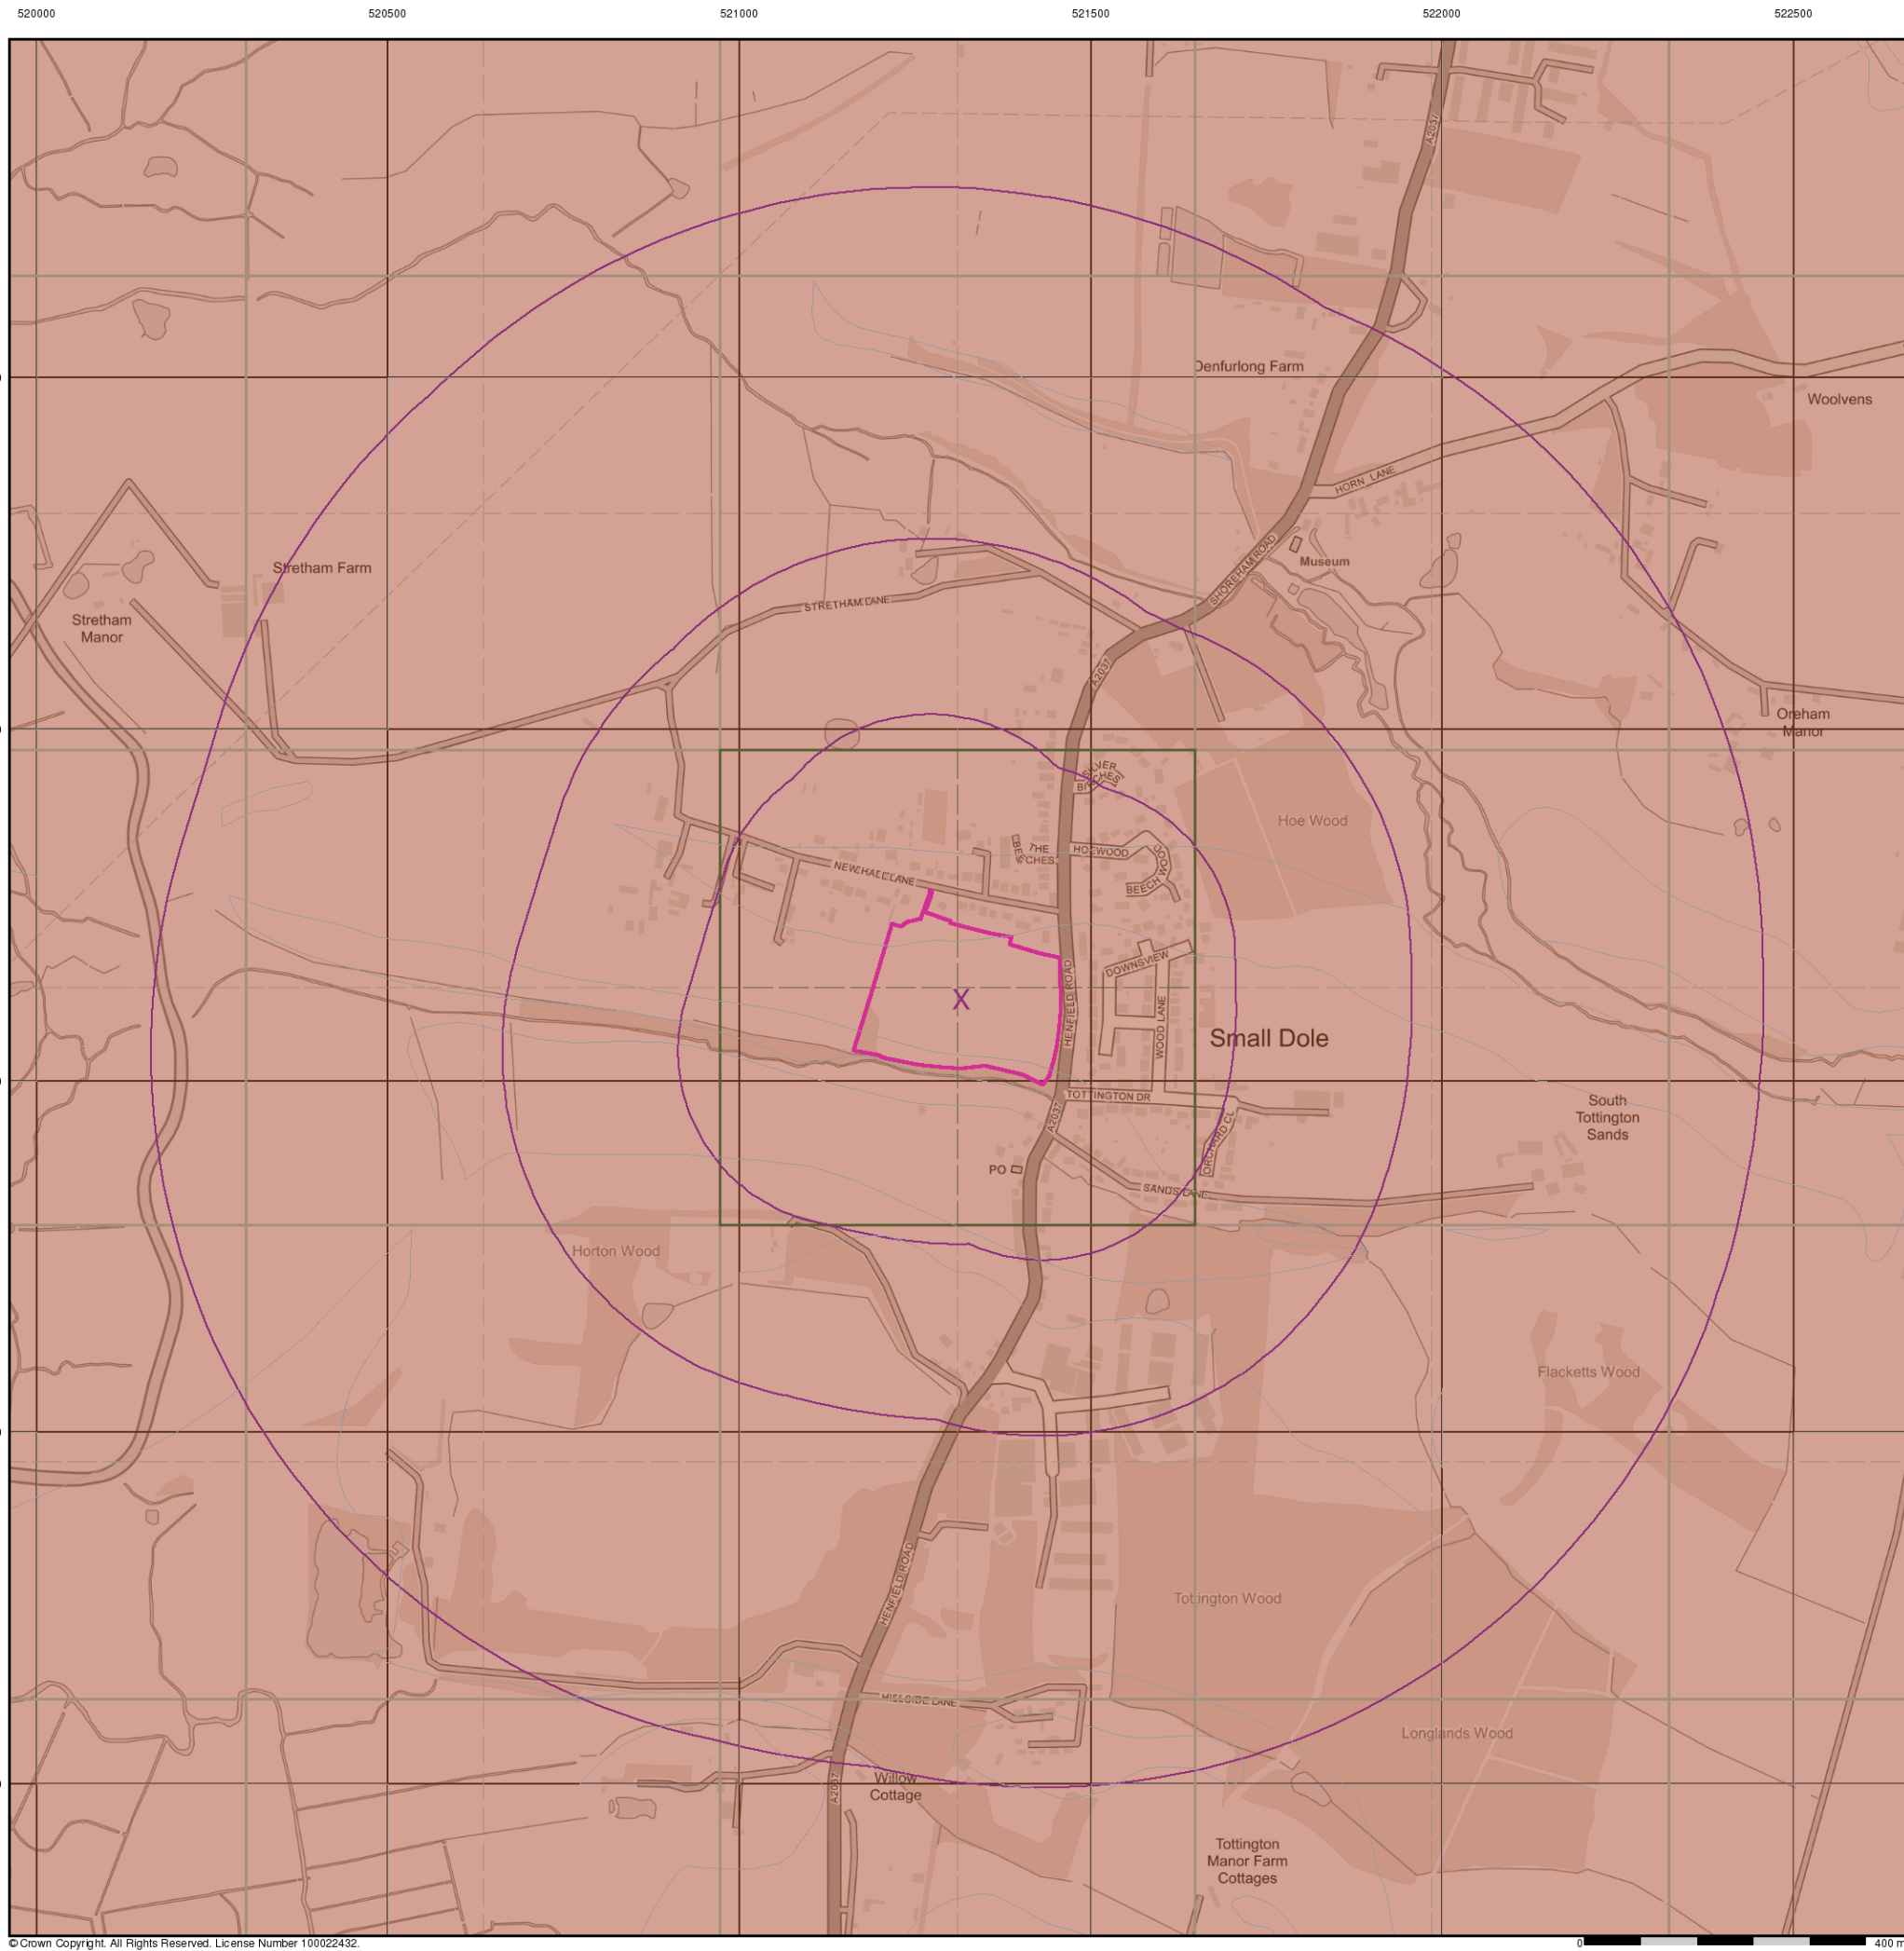 520000
520500
521000
521500
522000
522500
A2037
Denfurlong Farm
Woolvens
HORN LANE
Museum
SHOREHAM ROAD
Stretham Farm
STRETHAM LANE
Stretham
Manor
A2037
Oreham
Manor
SILVER
BIRCHES
Hoe Wood
THE
BEECHES
HOEWOOD
NEWHALL LANE
BEECH WOOD
DOWNSVIEW
HENFIELD ROAD
WOOD LANE
X
Small Dole
TOTTINGTON DR
South
Tottington
Sands
A2037
ORCHARD CL
PO
SANDS LANE
Horton Wood
Flacketts Wood
HENFIELD ROAD
Tottington Wood
HILLSIDE LANE
Longlands Wood
Willow
Cottage
A2037
Tottington
Manor Farm
Cottages
© Crown Copyright. All Rights Reserved. License Number 100022432.
0
400 m